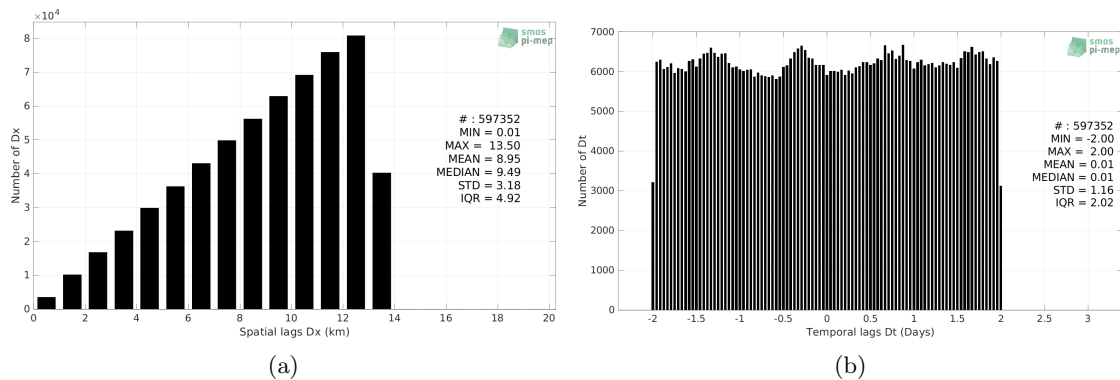 ×10⁴
8
7
6
5
4
3
2
1
0
Number of Dx
smos
pi-mep
# : 597352
MIN = 0.01
MAX = 13.50
MEAN = 8.95
MEDIAN = 9.49
STD = 3.18
IQR = 4.92
0 2 4 6 8 10 12 14 16 18 20
Spatial lags Dx (km)
(a)
7000
6000
5000
4000
3000
2000
1000
0
Number of Dt
smos
pi-mep
# : 597352
MIN = -2.00
MAX = 2.00
MEAN = 0.01
MEDIAN = 0.01
STD = 1.16
IQR = 2.02
-2 -1.5 -1 -0.5 0 0.5 1 1.5 2 2.5 3
Temporal lags Dt (Days)
(b)